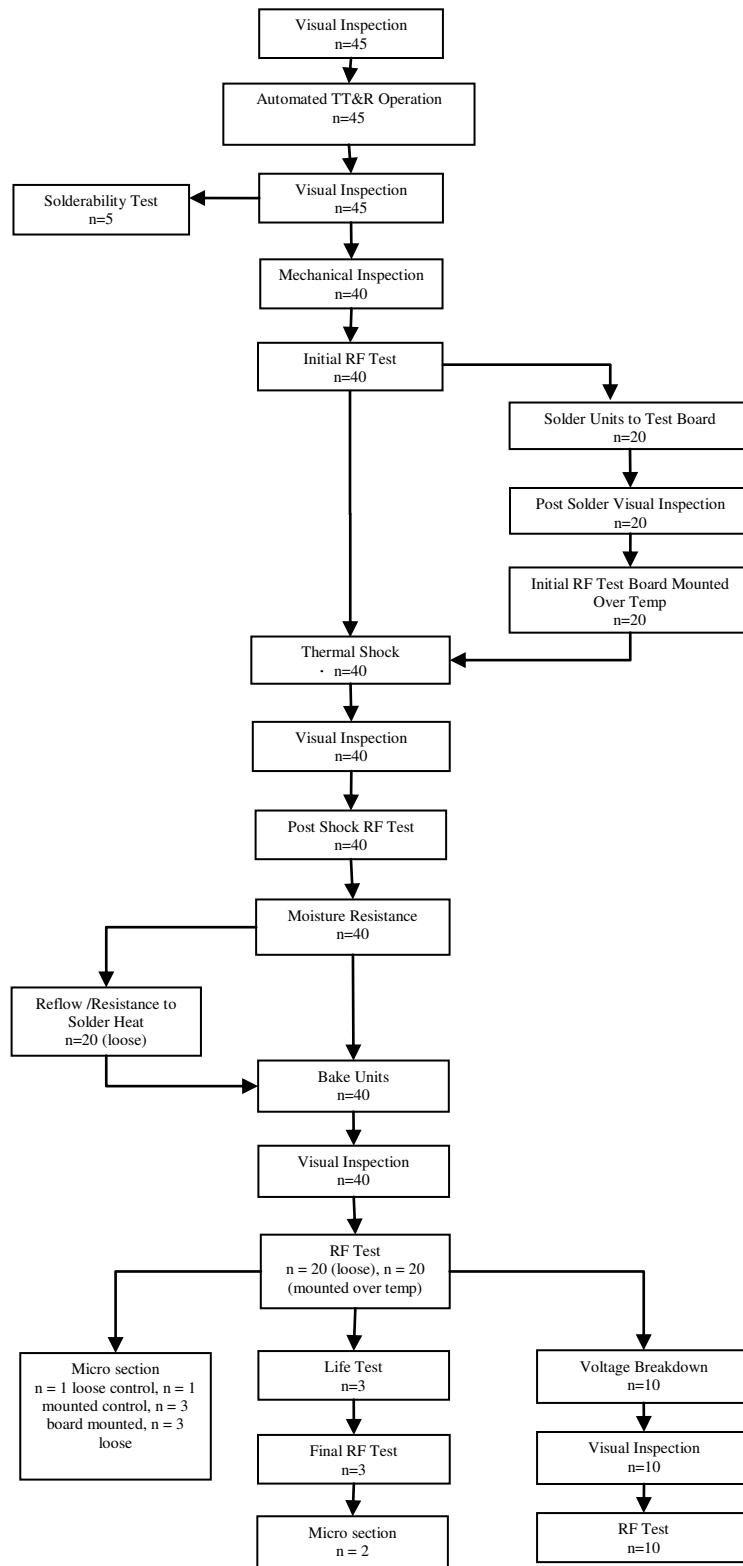 Visual Inspection
n=45
Automated TT&R Operation
n=45
Visual Inspection
n=45
Solderability Test
n=5
Mechanical Inspection
n=40
Initial RF Test
n=40
Solder Units to Test Board
n=20
Post Solder Visual Inspection
n=20
Initial RF Test Board Mounted
Over Temp
n=20
Thermal Shock
· n=40
Visual Inspection
n=40
Post Shock RF Test
n=40
Moisture Resistance
n=40
Reflow /Resistance to
Solder Heat
n=20 (loose)
Bake Units
n=40
Visual Inspection
n=40
RF Test
n = 20 (loose), n = 20
(mounted over temp)
Micro section
n = 1 loose control, n = 1
mounted control, n = 3
board mounted, n = 3
loose
Life Test
n=3
Final RF Test
n=3
Micro section
n = 2
Voltage Breakdown
n=10
Visual Inspection
n=10
RF Test
n=10